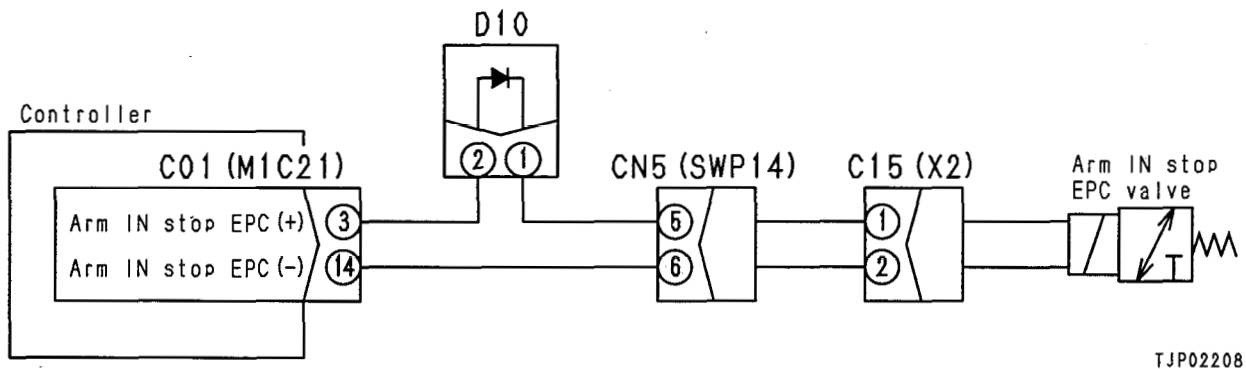 D10
Controller
C01 (M1C21)
2 1
CN5 (SWP14)
C15 (X2)
Arm IN stop
EPC valve
Arm IN stop EPC (+) 3
5
1
Arm IN stop EPC (-) 14
6
2
T
TJP02208